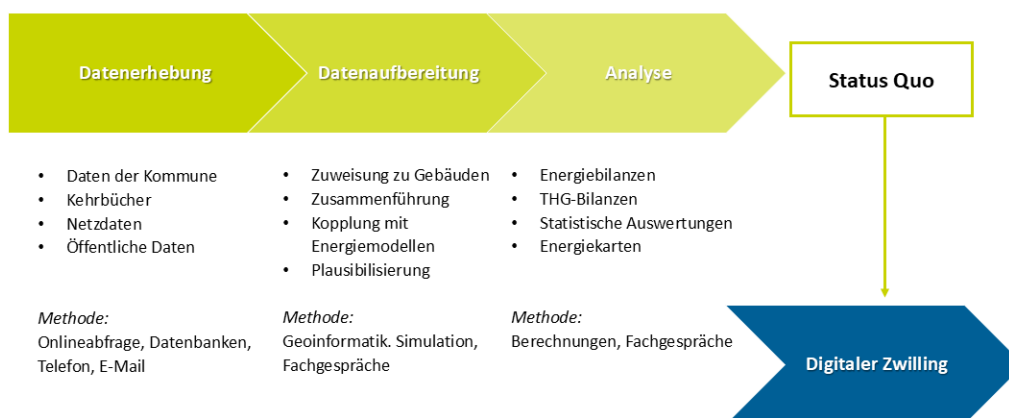 Datenerhebung
Datenaufbereitung
Analyse
Status Quo
• Daten der Kommune
• Kehrbücher
• Netzdaten
• Öffentliche Daten
Methode:
Onlineabfrage, Datenbanken,
Telefon, E-Mail
• Zuweisung zu Gebäuden
• Zusammenführung
• Kopplung mit
Energiemodellen
• Plausibilisierung
Methode:
Geoinformatik. Simulation,
Fachgespräche
• Energiebilanzen
• THG-Bilanzen
• Statistische Auswertungen
• Energiekarten
Methode:
Berechnungen, Fachgespräche
Digitaler Zwilling